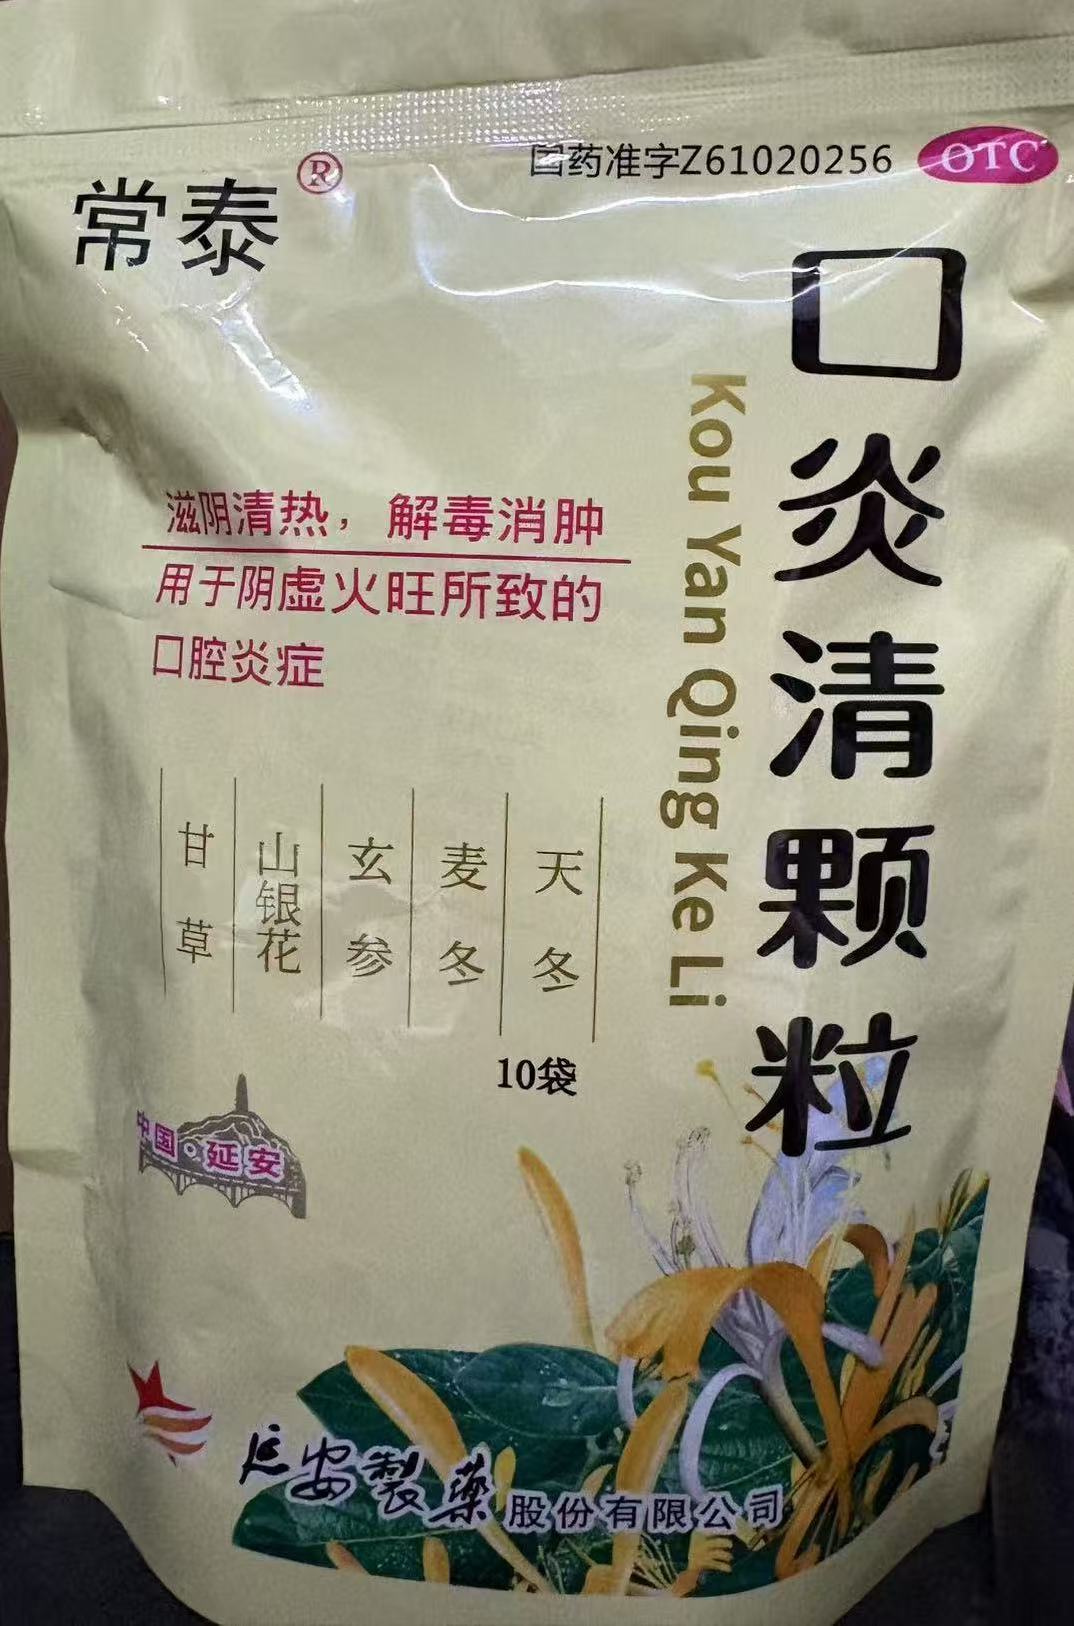 常泰®
国药准字Z61020256
OTC
口炎清颗粒
Kou Yan Qing Ke Li
滋阴清热，解毒消肿
用于阴虚火旺所致的
口腔炎症
天冬
麦冬
玄参
山银花
甘草
10袋
中国·延安
延安製薬股份有限公司